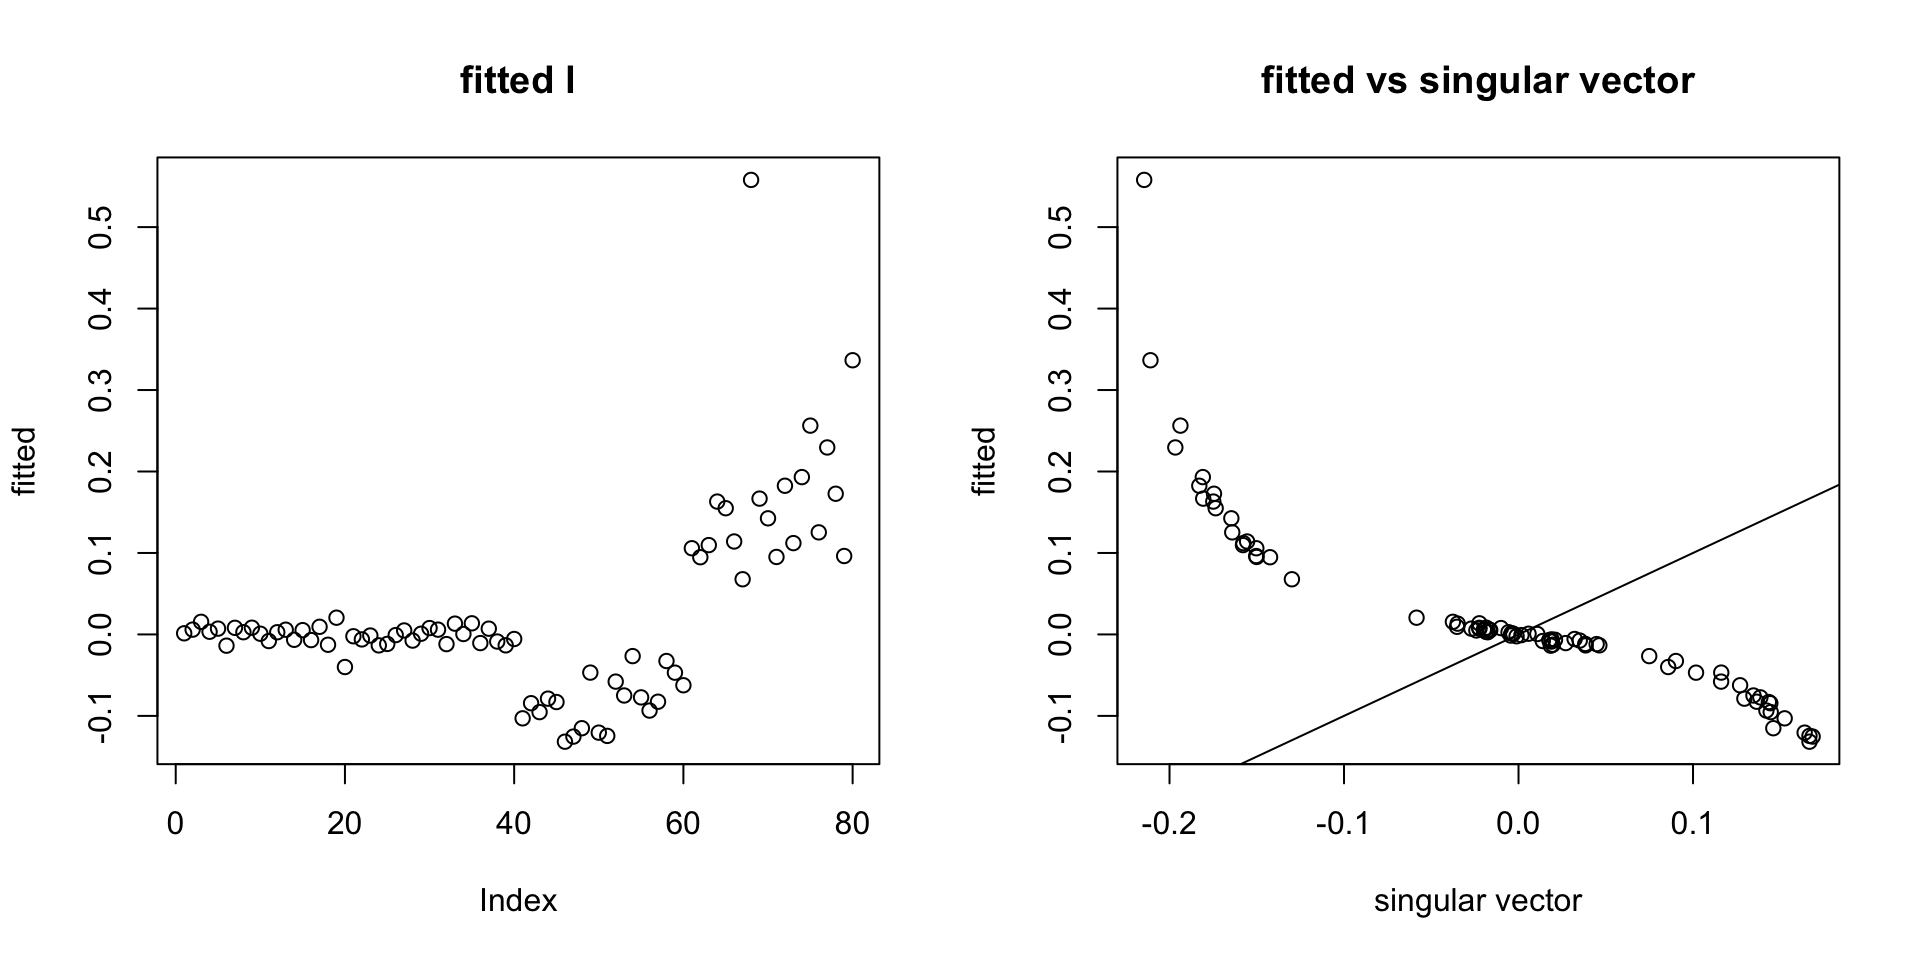 fitted l
fitted
-0.1 0.0 0.1 0.2 0.3 0.4 0.5
0 20 40 60 80
Index
fitted vs singular vector
fitted
-0.1 0.0 0.1 0.2 0.3 0.4 0.5
-0.2 -0.1 0.0 0.1
singular vector